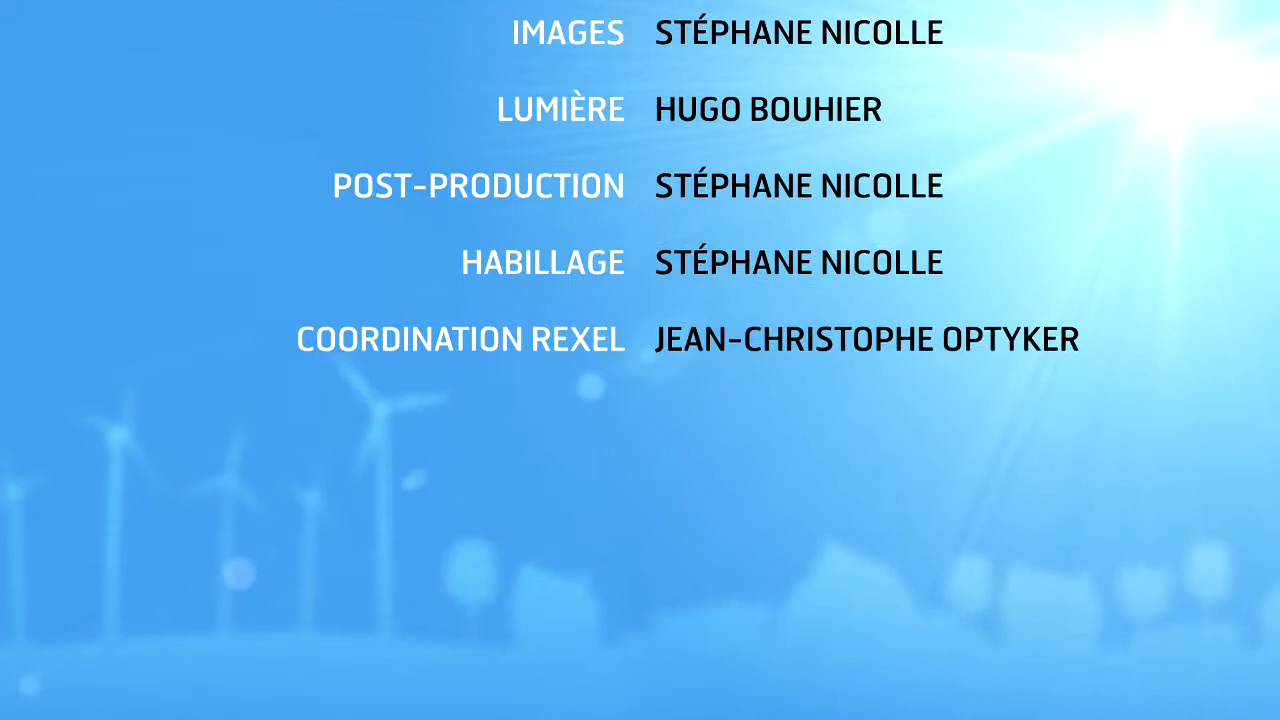 IMAGES STÉPHANE NICOLLE
LUMIÈRE HUGO BOUHIER
POST-PRODUCTION STÉPHANE NICOLLE
HABILLAGE STÉPHANE NICOLLE
COORDINATION REXEL JEAN-CHRISTOPHE OPTYKER